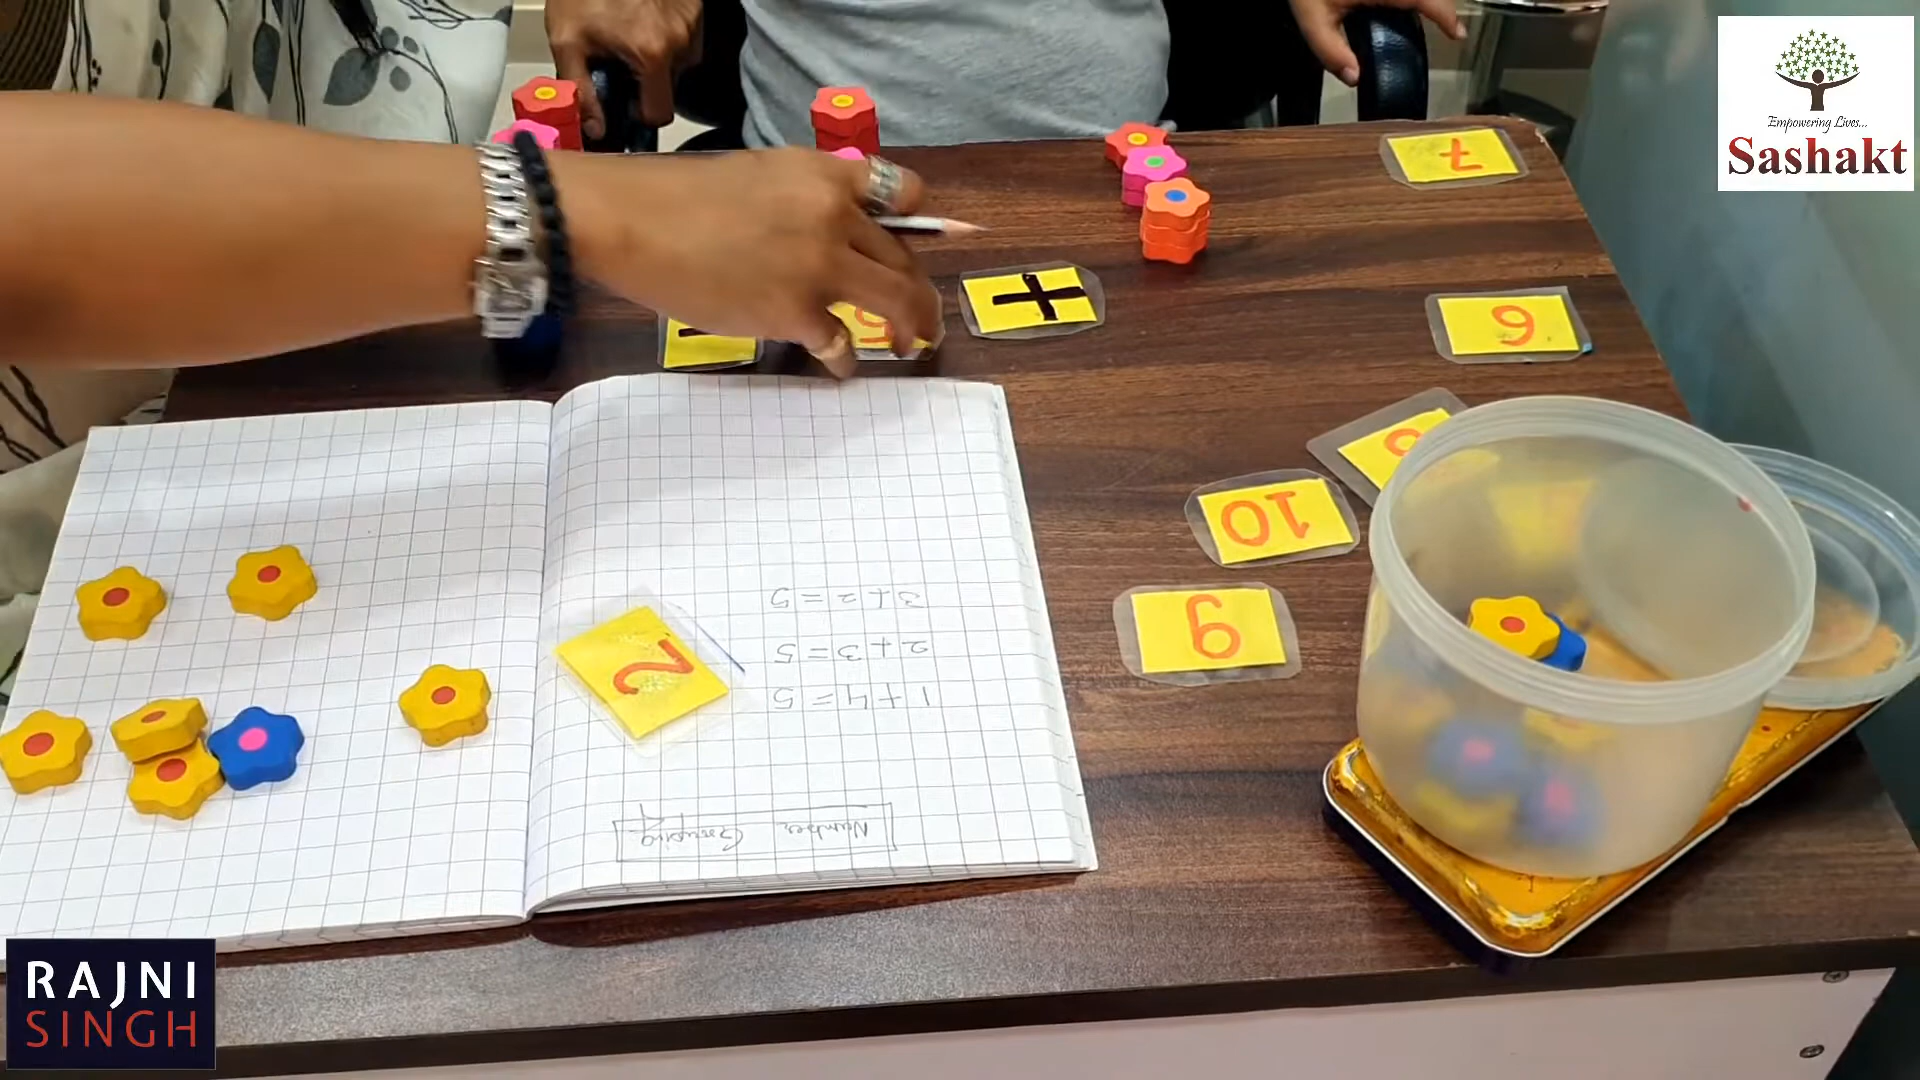 Empowering Lives...
Sashakt
7
+
5
6
10
9
2
Number Grouping
1+4=5
2+3=5
3+2=5
RAJNI
SINGH